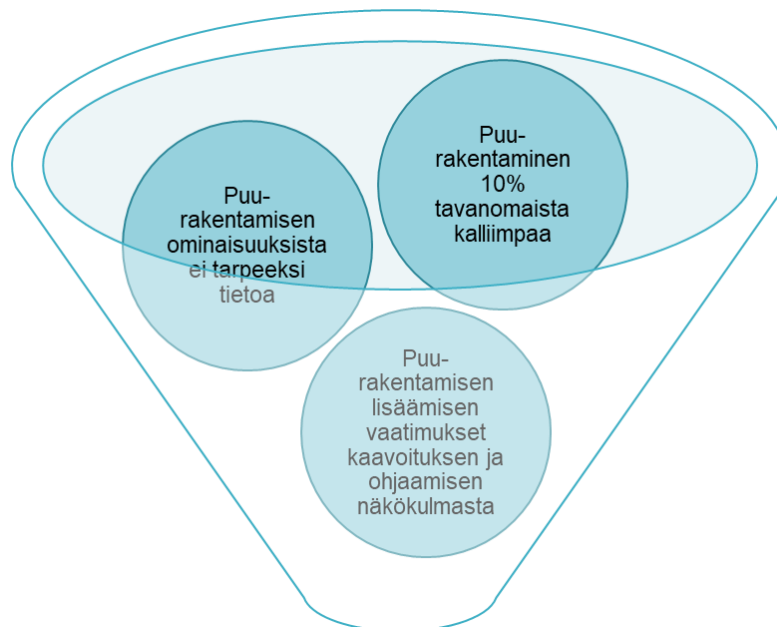 Puu-
rakentamisen
ominaisuuksista
ei tarpeeksi
tietoa
Puu-
rakentaminen
10%
tavanomaista
kalliimpaa
Puu-
rakentamisen
lisäämisen
vaatimukset
kaavoituksen ja
ohjaamisen
näkökulmasta